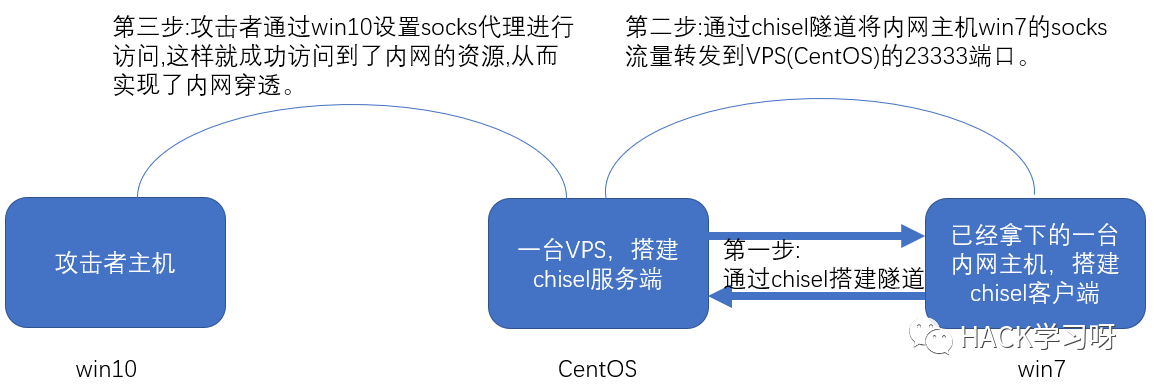 第三步:攻击者通过win10设置socks代理进行
访问,这样就成功访问到了内网的资源,从而
实现了内网穿透。
第二步:通过chisel隧道将内网主机win7的socks
流量转发到VPS(CentOS)的23333端口。
攻击者主机
一台VPS，搭建
chisel服务端
第一步:
通过chisel搭建隧道
已经拿下的一台
内网主机，搭建
chisel客户端
HACK学习呀
win10
CentOS
win7